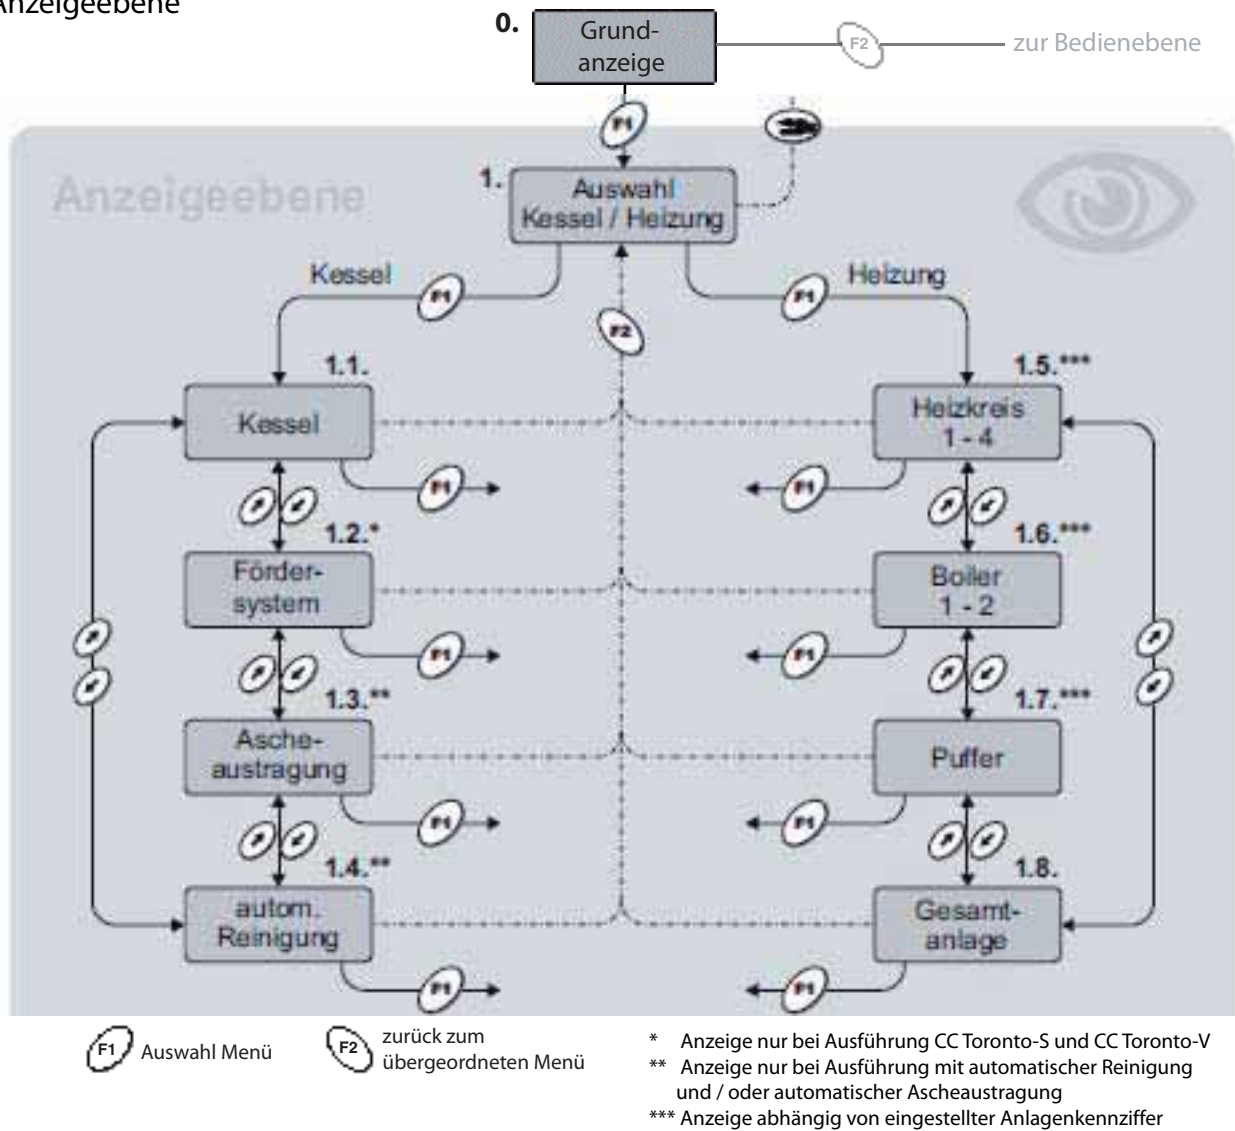 Anzeigeebene
0.
Grund-
anzeige
F2
zur Bedienebene
F1
Anzeigeebene
1.
Auswahl
Kessel / Heizung
Kessel
F1
F1
Heizung
F2
1.1.
Kessel
F1
1.5.***
Heizkreis
1 - 4
F1
1.2.*
Förder-
system
F1
1.6.***
Boiler
1 - 2
F1
1.3.**
Asche-
austragung
F1
1.7.***
Puffer
F1
1.4.**
autom.
Reinigung
F1
1.8.
Gesamt-
anlage
F1
F1 Auswahl Menü
F2 zurück zum
übergeordneten Menü
* Anzeige nur bei Ausführung CC Toronto-S und CC Toronto-V
** Anzeige nur bei Ausführung mit automatischer Reinigung
und / oder automatischer Ascheaustragung
*** Anzeige abhängig von eingestellter Anlagenkennziffer